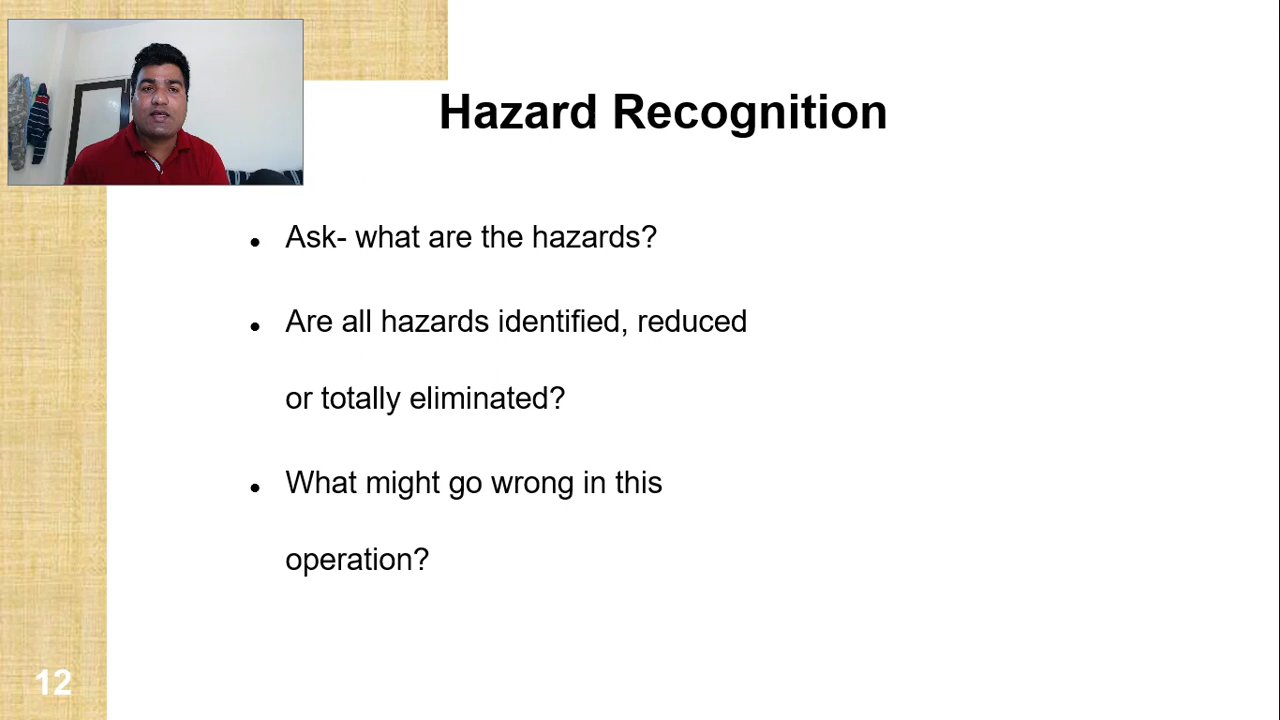 Hazard Recognition
• Ask- what are the hazards?
• Are all hazards identified, reduced
or totally eliminated?
• What might go wrong in this
operation?
12